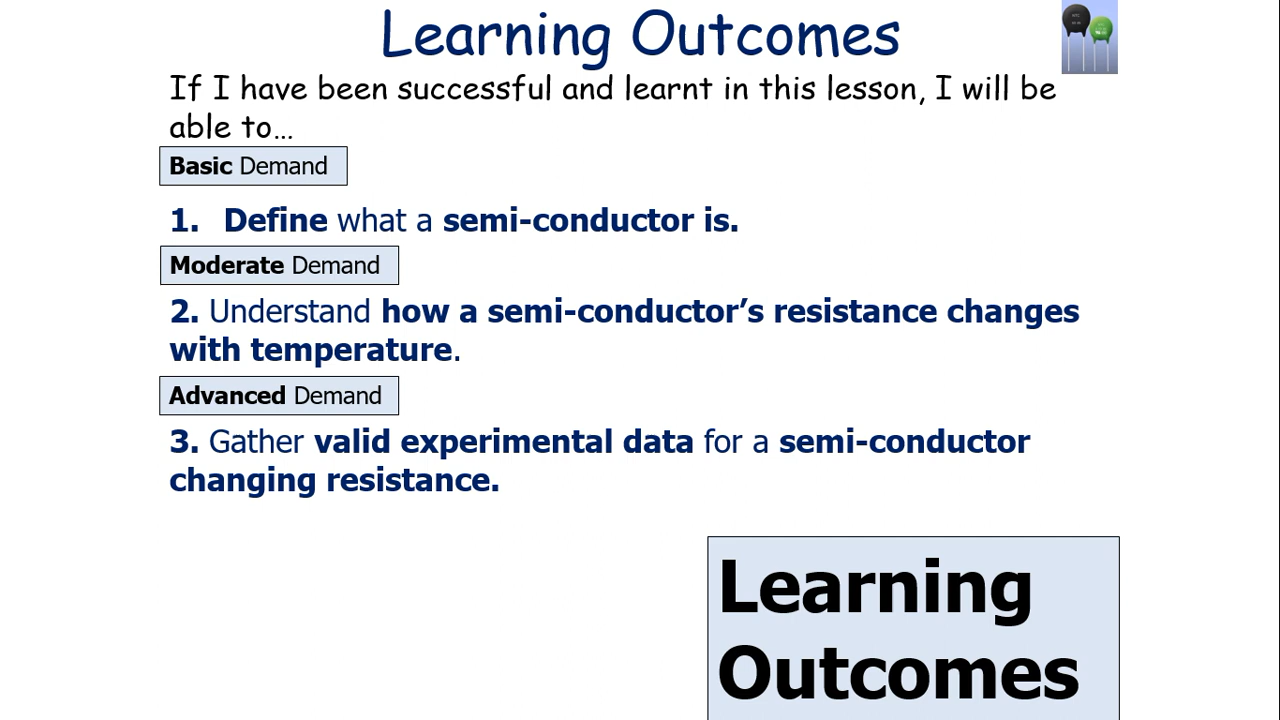 Learning Outcomes
If I have been successful and learnt in this lesson, I will be
able to…
Basic Demand
1. Define what a semi-conductor is.
Moderate Demand
2. Understand how a semi-conductor’s resistance changes
with temperature.
Advanced Demand
3. Gather valid experimental data for a semi-conductor
changing resistance.
Learning
Outcomes